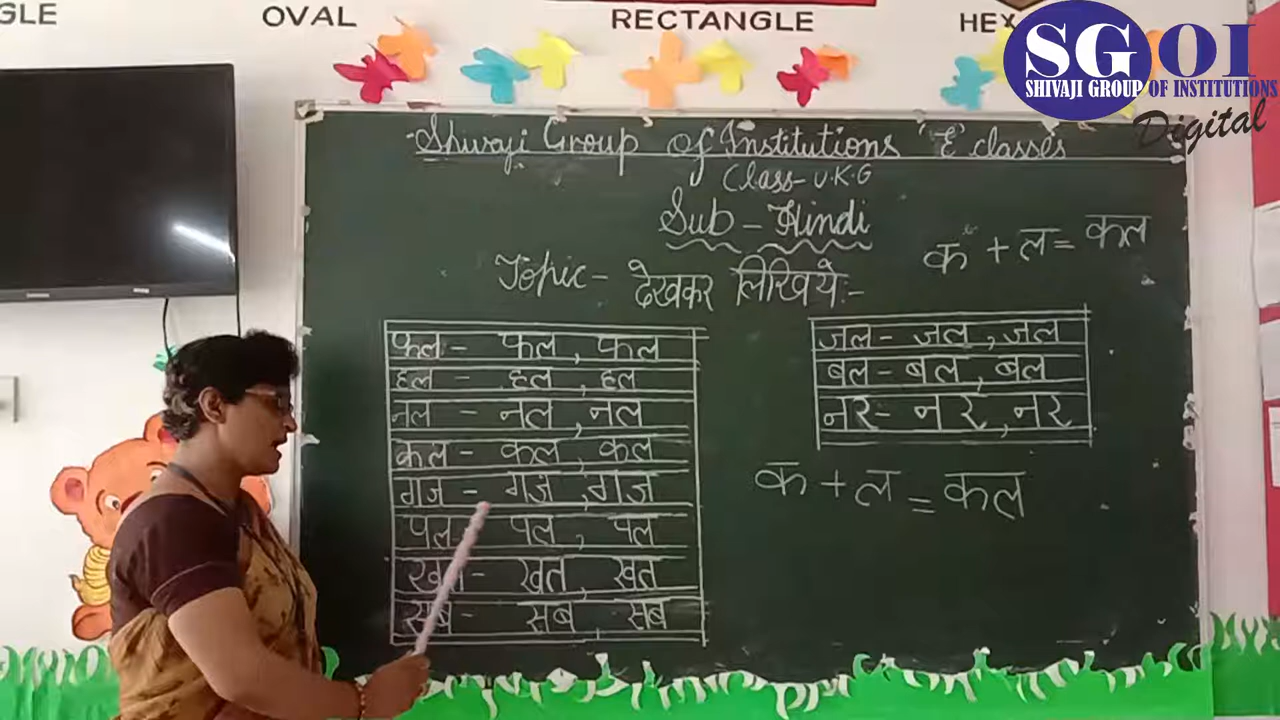 GLE OVAL RECTANGLE HEX
SGOI
SHIVAJI GROUP OF INSTITUTIONS
Digital
Shivaji Group of Institutions 'E' classes
Class-U.K.G
Sub - Hindi
क + ल = कल
Topic - देखकर लिखिये:-
फल - फल, फल
हल - हल, हल
नल - नल, नल
कल - कल, कल
गज - गज, गज
पल - पल, पल
खत - खत, खत
सब - सब, सब
जल - जल, जल
बल - बल, बल
नर - नर, नर
क + ल = कल